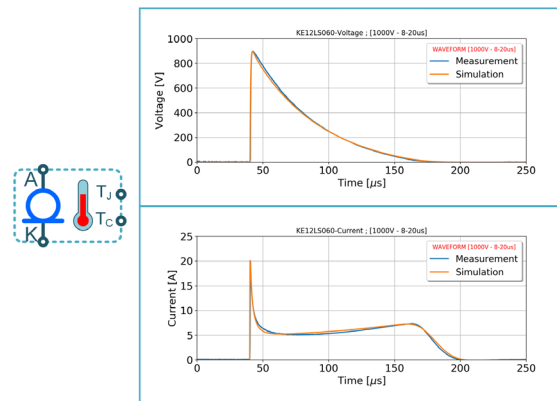 KE12LS060-Voltage ; [1000V - 8-20us]
WAVEFORM [1000V - 8-20us]
Measurement
Simulation
Voltage [V]
1000
800
600
400
200
0
0 50 100 150 200 250
Time [μs]
A
K
TJ
TC
KE12LS060-Current ; [1000V - 8-20us]
WAVEFORM [1000V - 8-20us]
Measurement
Simulation
Current [A]
25
20
15
10
5
0
0 50 100 150 200 250
Time [μs]